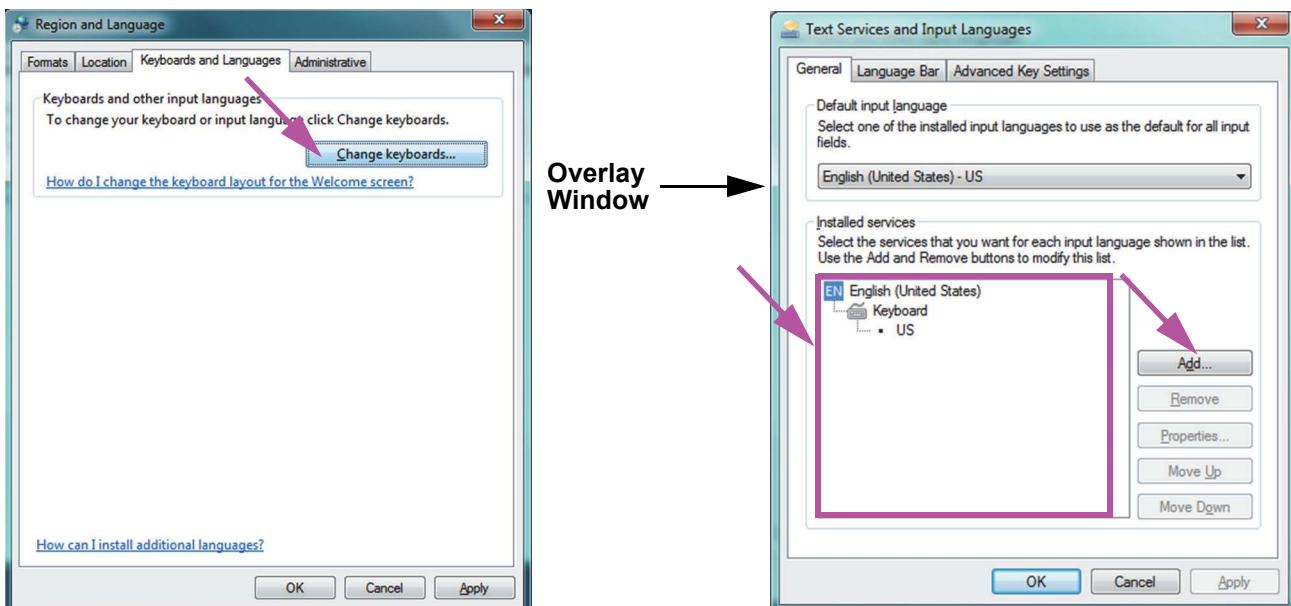 Region and Language
Formats Location Keyboards and Languages Administrative
Keyboards and other input languages
To change your keyboard or input language click Change keyboards.
Change keyboards...
How do I change the keyboard layout for the Welcome screen?
How can I install additional languages?
OK Cancel Apply
Overlay
Window
Text Services and Input Languages
General Language Bar Advanced Key Settings
Default input language
Select one of the installed input languages to use as the default for all input
fields.
English (United States) - US
Installed services
Select the services that you want for each input language shown in the list.
Use the Add and Remove buttons to modify this list.
EN English (United States)
Keyboard
• US
Add...
Remove
Properties...
Move Up
Move Down
OK Cancel Apply